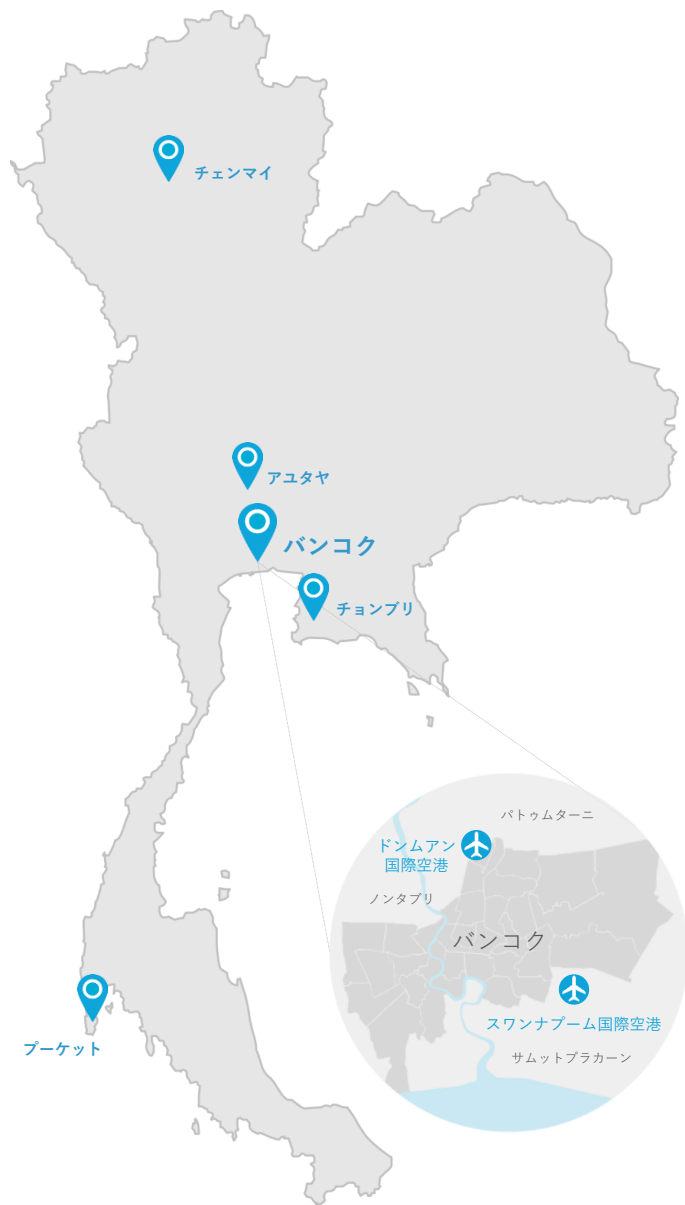 チェンマイ
アユタヤ
バンコク
チョンブリ
パトゥムターニ
ドンムアン
国際空港
ノンタブリ
バンコク
スワンナプーム国際空港
プーケット
サムットプラカーン